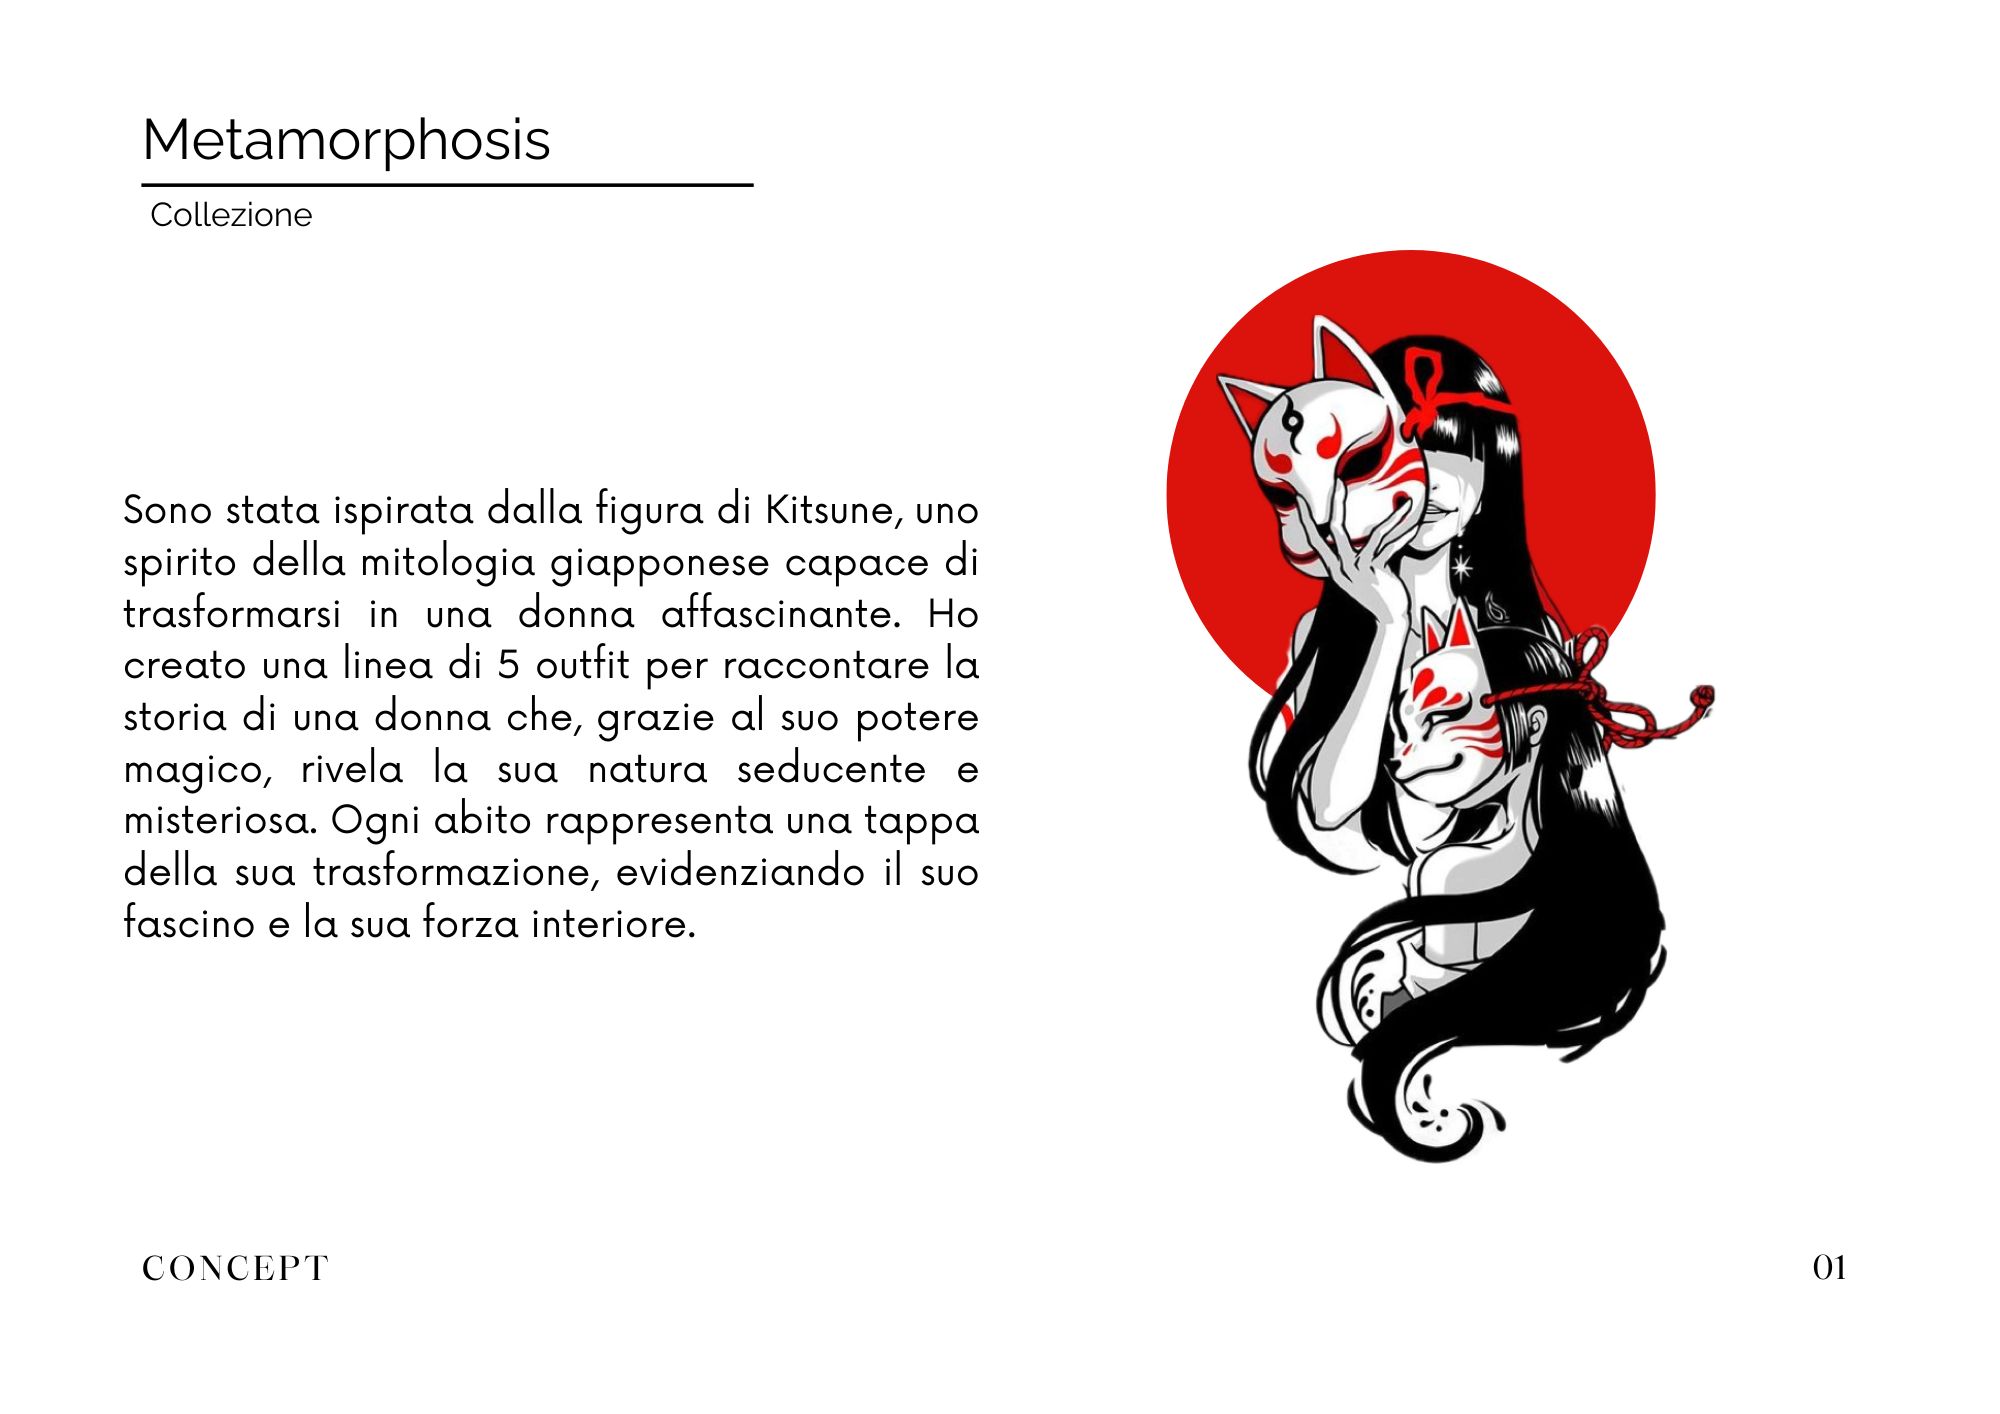 Metamorphosis
Collezione
Sono stata ispirata dalla figura di Kitsune, uno
spirito della mitologia giapponese capace di
trasformarsi in una donna affascinante. Ho
creato una linea di 5 outfit per raccontare la
storia di una donna che, grazie al suo potere
magico, rivela la sua natura seducente e
misteriosa. Ogni abito rappresenta una tappa
della sua trasformazione, evidenziando il suo
fascino e la sua forza interiore.
CONCEPT
01